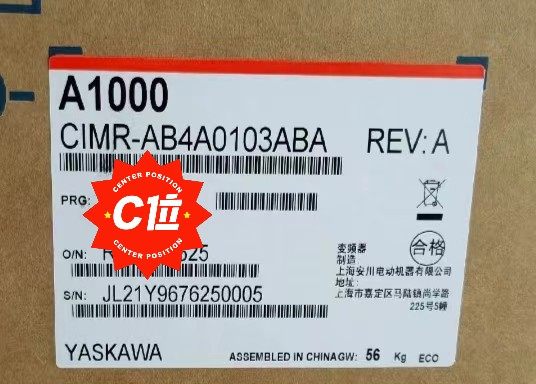 A1000
CIMR-AB4A0103ABA REV: A
CENTER POSITION
C位
CENTER POSITION
PRG:
O/N:
S/N: JL21Y9676250005
合格
变频器
制造
上海安川电动机器有限公司
地址:
上海市嘉定区马陆镇尚学路
225号5幢
YASKAWA
ASSEMBLED IN CHINA GW: 56 Kg ECO